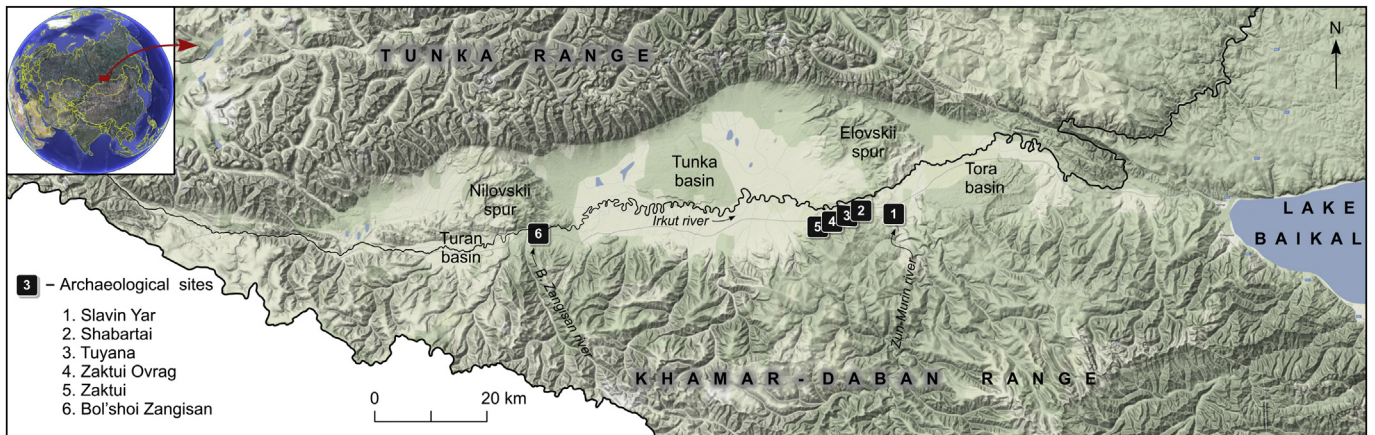 TUNKA RANGE
N
Elovskii
spur
Tunka
basin
Tora
basin
Nilovskii
spur
LAKE
BAIKAL
Irkut river
5 4 3 2 1
6
Turan
basin
B. Zangisan river
Zun-Murin river
3 – Archaeological sites
1. Slavin Yar
2. Shabartai
3. Tuyana
4. Zaktui Ovrag
5. Zaktui
6. Bol'shoi Zangisan
0 20 km
KHAMAR-DABAN RANGE